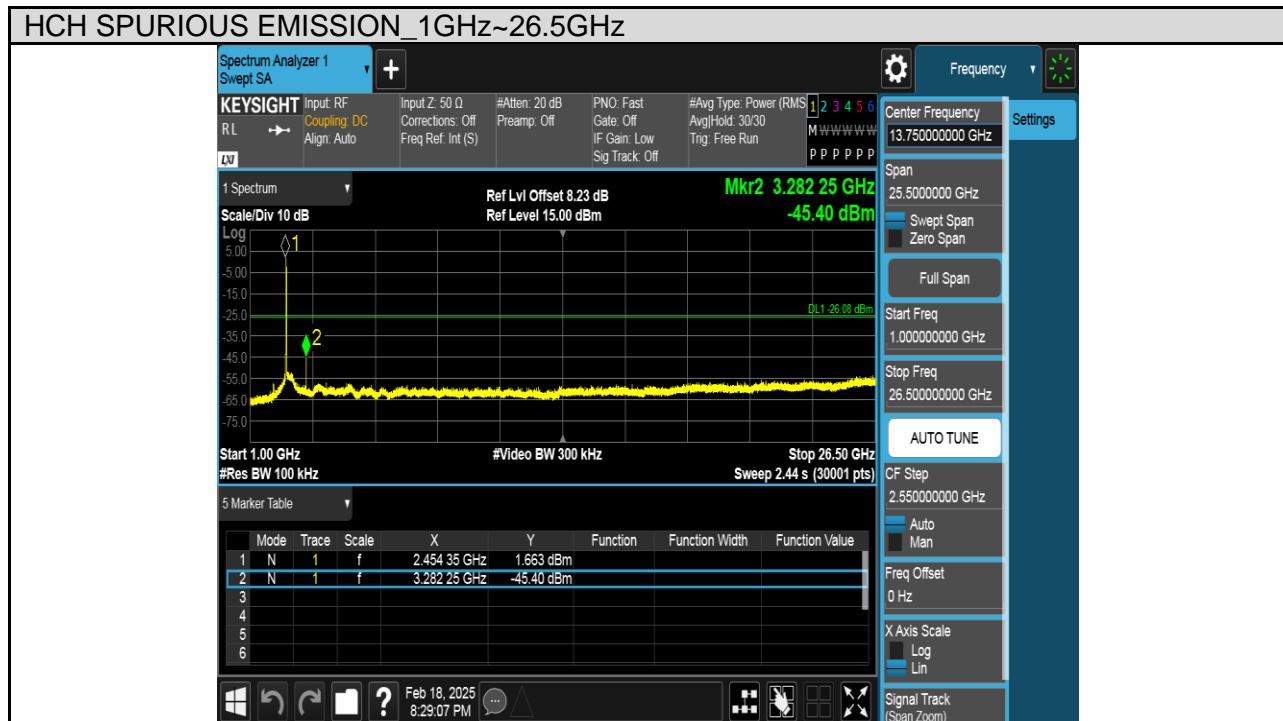 HCH SPURIOUS EMISSION_1GHz~26.5GHz
Spectrum Analyzer 1
Swept SA
+
Frequency
KEYSIGHT
RL
LXI
Input: RF
Coupling: DC
Align: Auto
Input Z: 50 Ω
Corrections: Off
Freq Ref: Int (S)
#Atten: 20 dB
Preamp: Off
PNO: Fast
Gate: Off
IF Gain: Low
Sig Track: Off
#Avg Type: Power (RMS
Avg|Hold: 30/30
Trig: Free Run
1 2 3 4 5 6
M W W W W W
P P P P P P
1 Spectrum
Scale/Div 10 dB
Ref Lvl Offset 8.23 dB
Ref Level 15.00 dBm
Mkr2 3.282 25 GHz
-45.40 dBm
Log
5.00
-5.00
-15.0
-25.0
-35.0
-45.0
-55.0
-65.0
-75.0
1
2
DL1 -26.08 dBm
Start 1.00 GHz
#Res BW 100 kHz
#Video BW 300 kHz
Stop 26.50 GHz
Sweep 2.44 s (30001 pts)
5 Marker Table
Mode Trace Scale X Y Function Function Width Function Value
1 N 1 f 2.454 35 GHz 1.663 dBm
2 N 1 f 3.282 25 GHz -45.40 dBm
3
4
5
6
?
Feb 18, 2025
8:29:07 PM
Center Frequency
13.750000000 GHz
Settings
Span
25.5000000 GHz
Swept Span
Zero Span
Full Span
Start Freq
1.000000000 GHz
Stop Freq
26.500000000 GHz
AUTO TUNE
CF Step
2.550000000 GHz
Auto
Man
Freq Offset
0 Hz
X Axis Scale
Log
Lin
Signal Track
(Span Zoom)